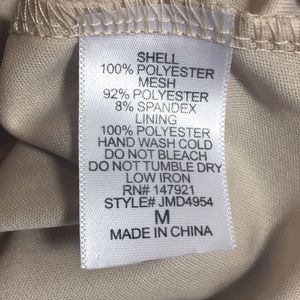 SHELL
100% POLYESTER
MESH
92% POLYESTER
8% SPANDEX
LINING
100% POLYESTER
HAND WASH COLD
DO NOT BLEACH
DO NOT TUMBLE DRY
LOW IRON
RN# 147921
STYLE# JMD4954
M
MADE IN CHINA